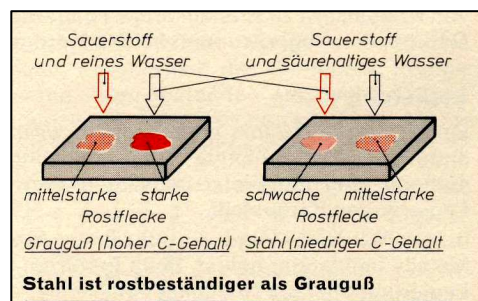 Sauerstoff
und reines Wasser
Sauerstoff
und säurehaltiges Wasser
mittelstarke starke
Rostflecke
Grauguß (hoher C-Gehalt)
schwache mittelstarke
Rostflecke
Stahl (niedriger C-Gehalt
Stahl ist rostbeständiger als Grauguß